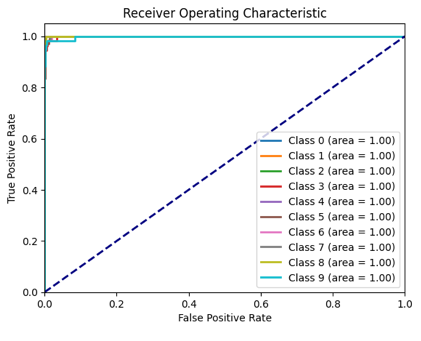 Receiver Operating Characteristic
True Positive Rate
1.0
0.8
0.6
0.4
0.2
0.0
Class 0 (area = 1.00)
Class 1 (area = 1.00)
Class 2 (area = 1.00)
Class 3 (area = 1.00)
Class 4 (area = 1.00)
Class 5 (area = 1.00)
Class 6 (area = 1.00)
Class 7 (area = 1.00)
Class 8 (area = 1.00)
Class 9 (area = 1.00)
0.0 0.2 0.4 0.6 0.8 1.0
False Positive Rate